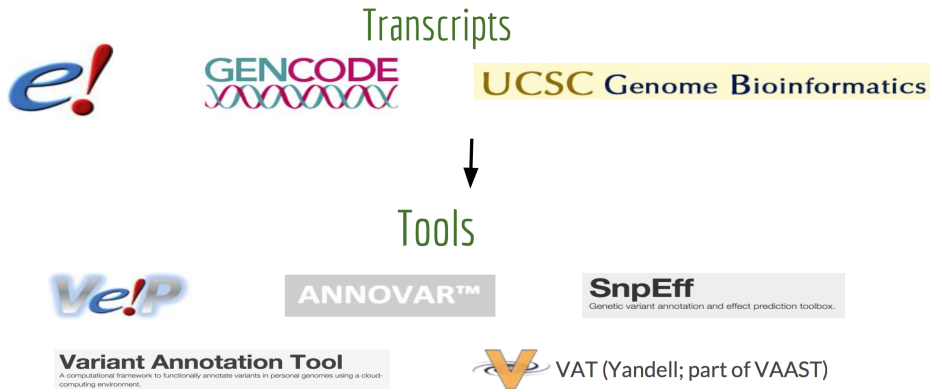 Transcripts
e!
GENCODE
UCSC Genome Bioinformatics
Tools
Ve!P
ANNOVAR™
SnpEff
Genetic variant annotation and effect prediction toolbox.
Variant Annotation Tool
A computational framework to functionally annotate variants in personal genomes using a cloud-
computing environment.
V
VAT (Yandell; part of VAAST)